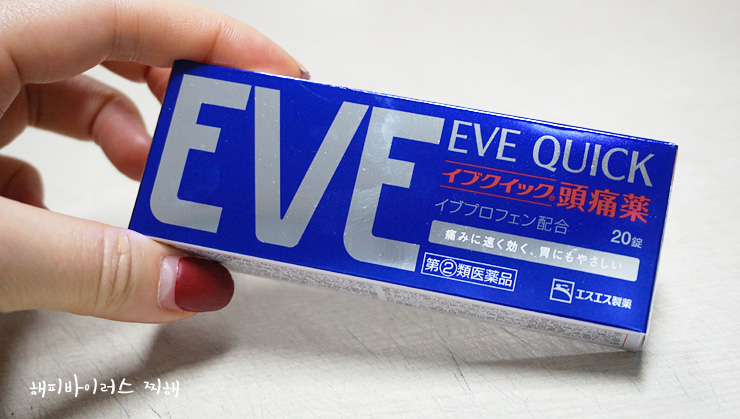 EVE
EVE QUICK
イブクイック® 頭痛薬
イブプロフェン配合
20錠
痛みに速く効く、胃にもやさしい
第②類医薬品
エスエス製薬
해피바이러스 찌해